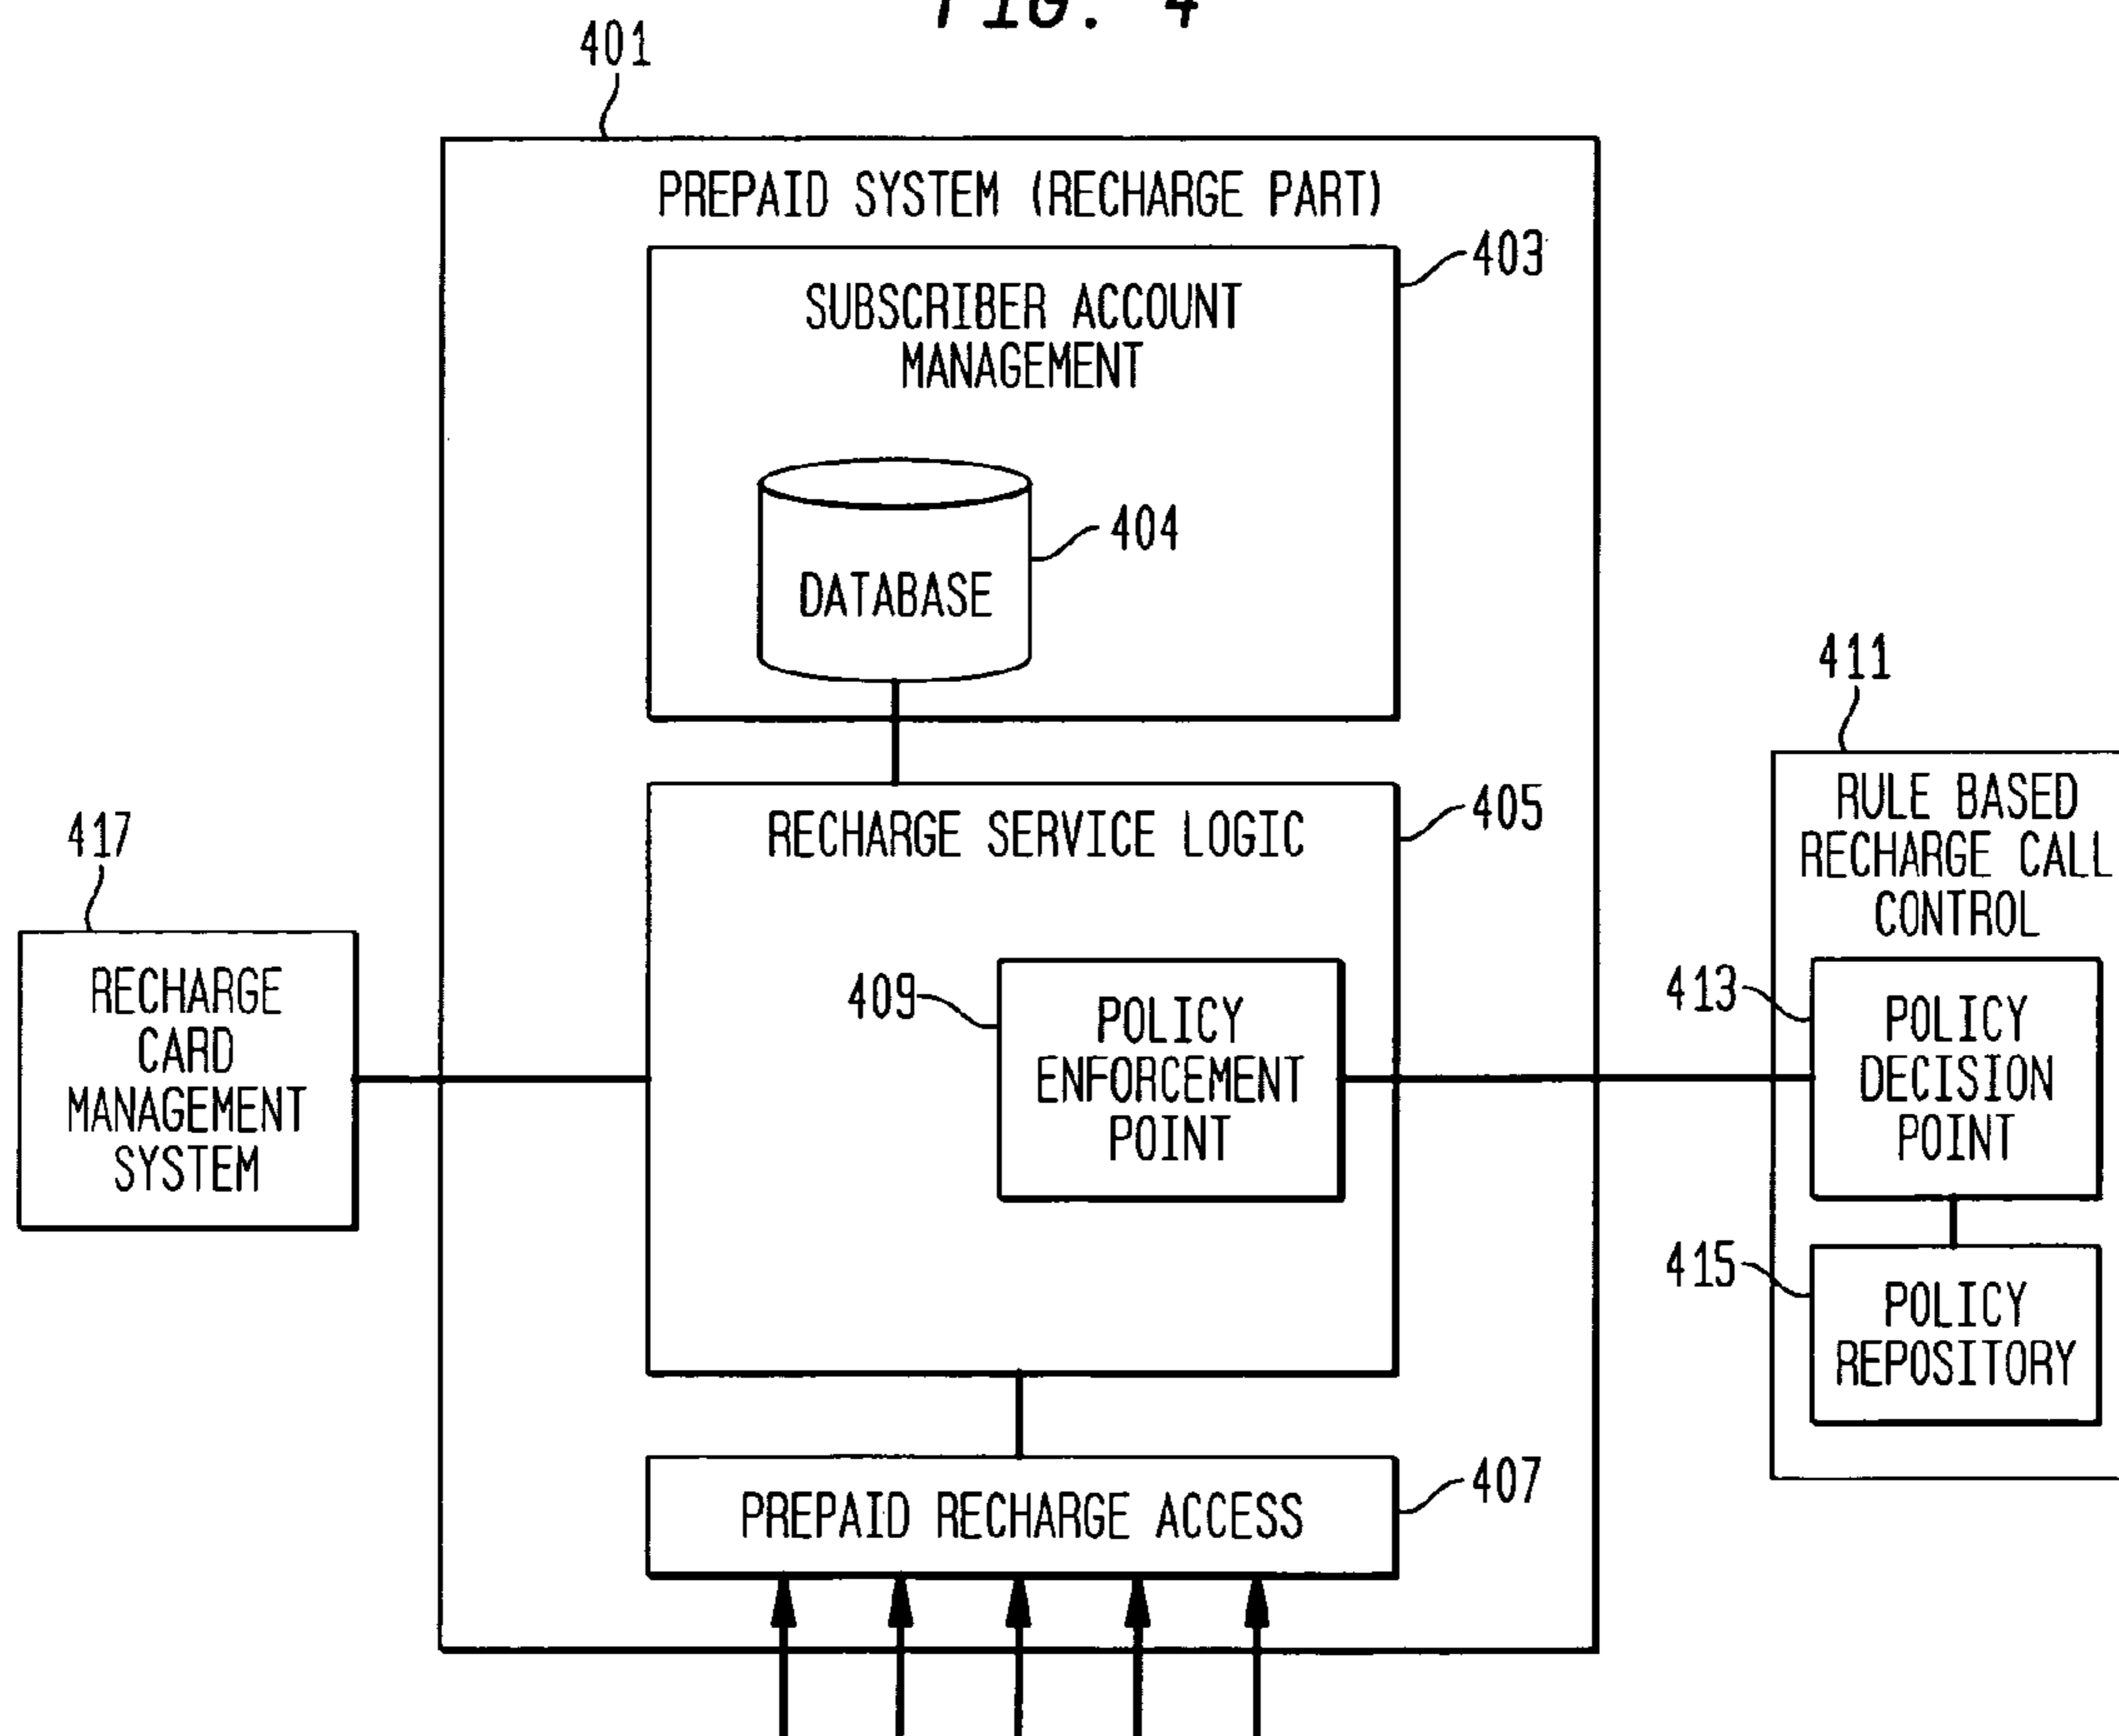 FIG. 4
401
PREPAID SYSTEM (RECHARGE PART)
403
SUBSCRIBER ACCOUNT
MANAGEMENT
404
DATABASE
411
RULE BASED
RECHARGE CALL
CONTROL
405
RECHARGE SERVICE LOGIC
417
RECHARGE
CARD
MANAGEMENT
SYSTEM
409
POLICY
ENFORCEMENT
POINT
413
POLICY
DECISION
POINT
415
POLICY
REPOSITORY
407
PREPAID RECHARGE ACCESS